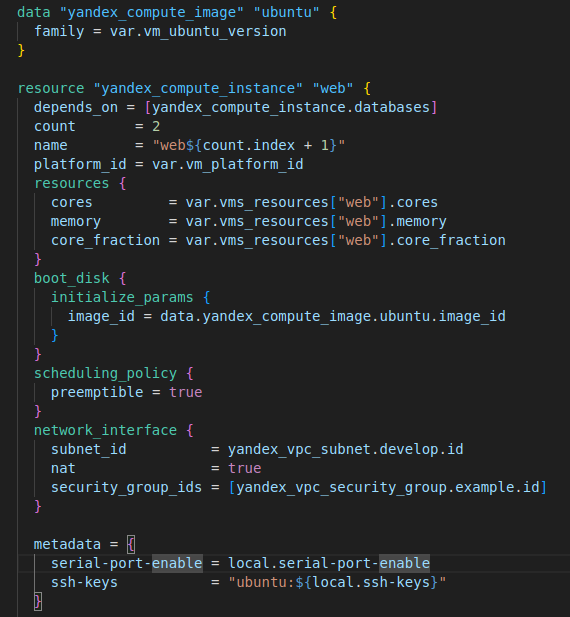 data "yandex_compute_image" "ubuntu" {
  family = var.vm_ubuntu_version
}

resource "yandex_compute_instance" "web" {
  depends_on = [yandex_compute_instance.databases]
  count       = 2
  name        = "web${count.index + 1}"
  platform_id = var.vm_platform_id
  resources {
    cores         = var.vms_resources["web"].cores
    memory        = var.vms_resources["web"].memory
    core_fraction = var.vms_resources["web"].core_fraction
  }
  boot_disk {
    initialize_params {
      image_id = data.yandex_compute_image.ubuntu.image_id
    }
  }
  scheduling_policy {
    preemptible = true
  }
  network_interface {
    subnet_id          = yandex_vpc_subnet.develop.id
    nat                = true
    security_group_ids = [yandex_vpc_security_group.example.id]
  }

  metadata = {
    serial-port-enable = local.serial-port-enable
    ssh-keys           = "ubuntu:${local.ssh-keys}"
  }